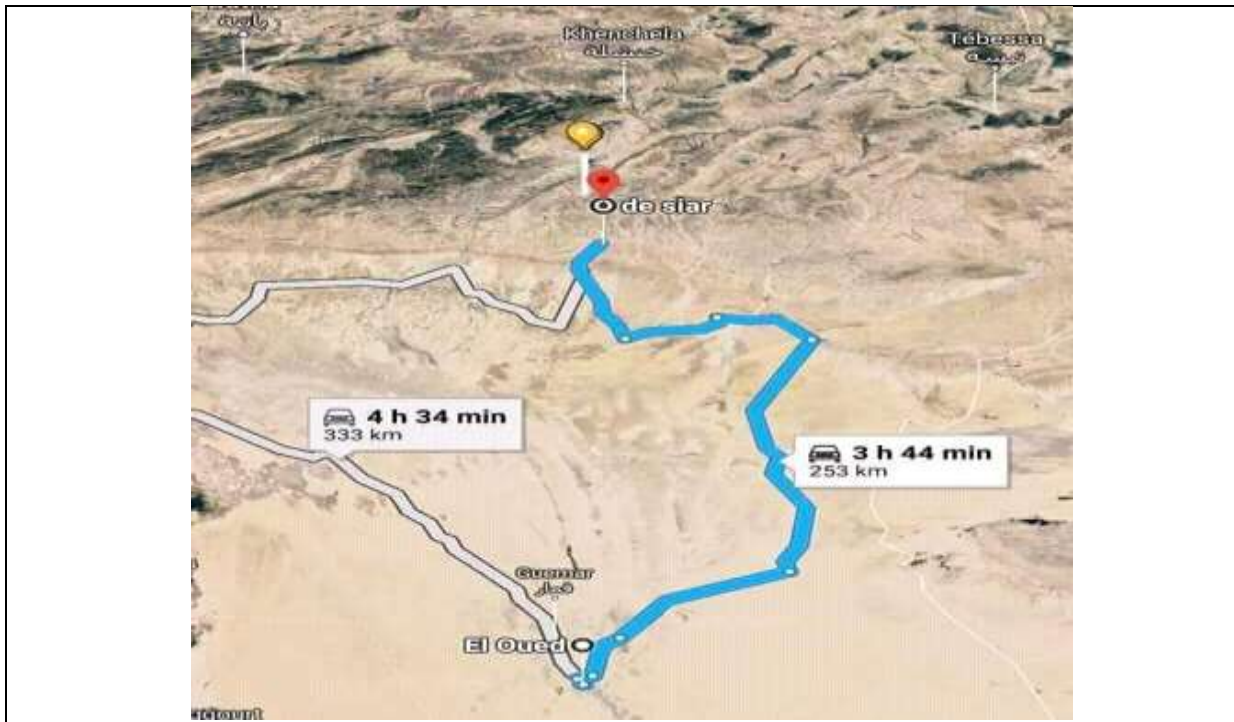 Khenchela
خنشلة
Tébessa
تبسة
de siar
4 h 34 min
333 km
3 h 44 min
253 km
Guemar
قمار
El Oued